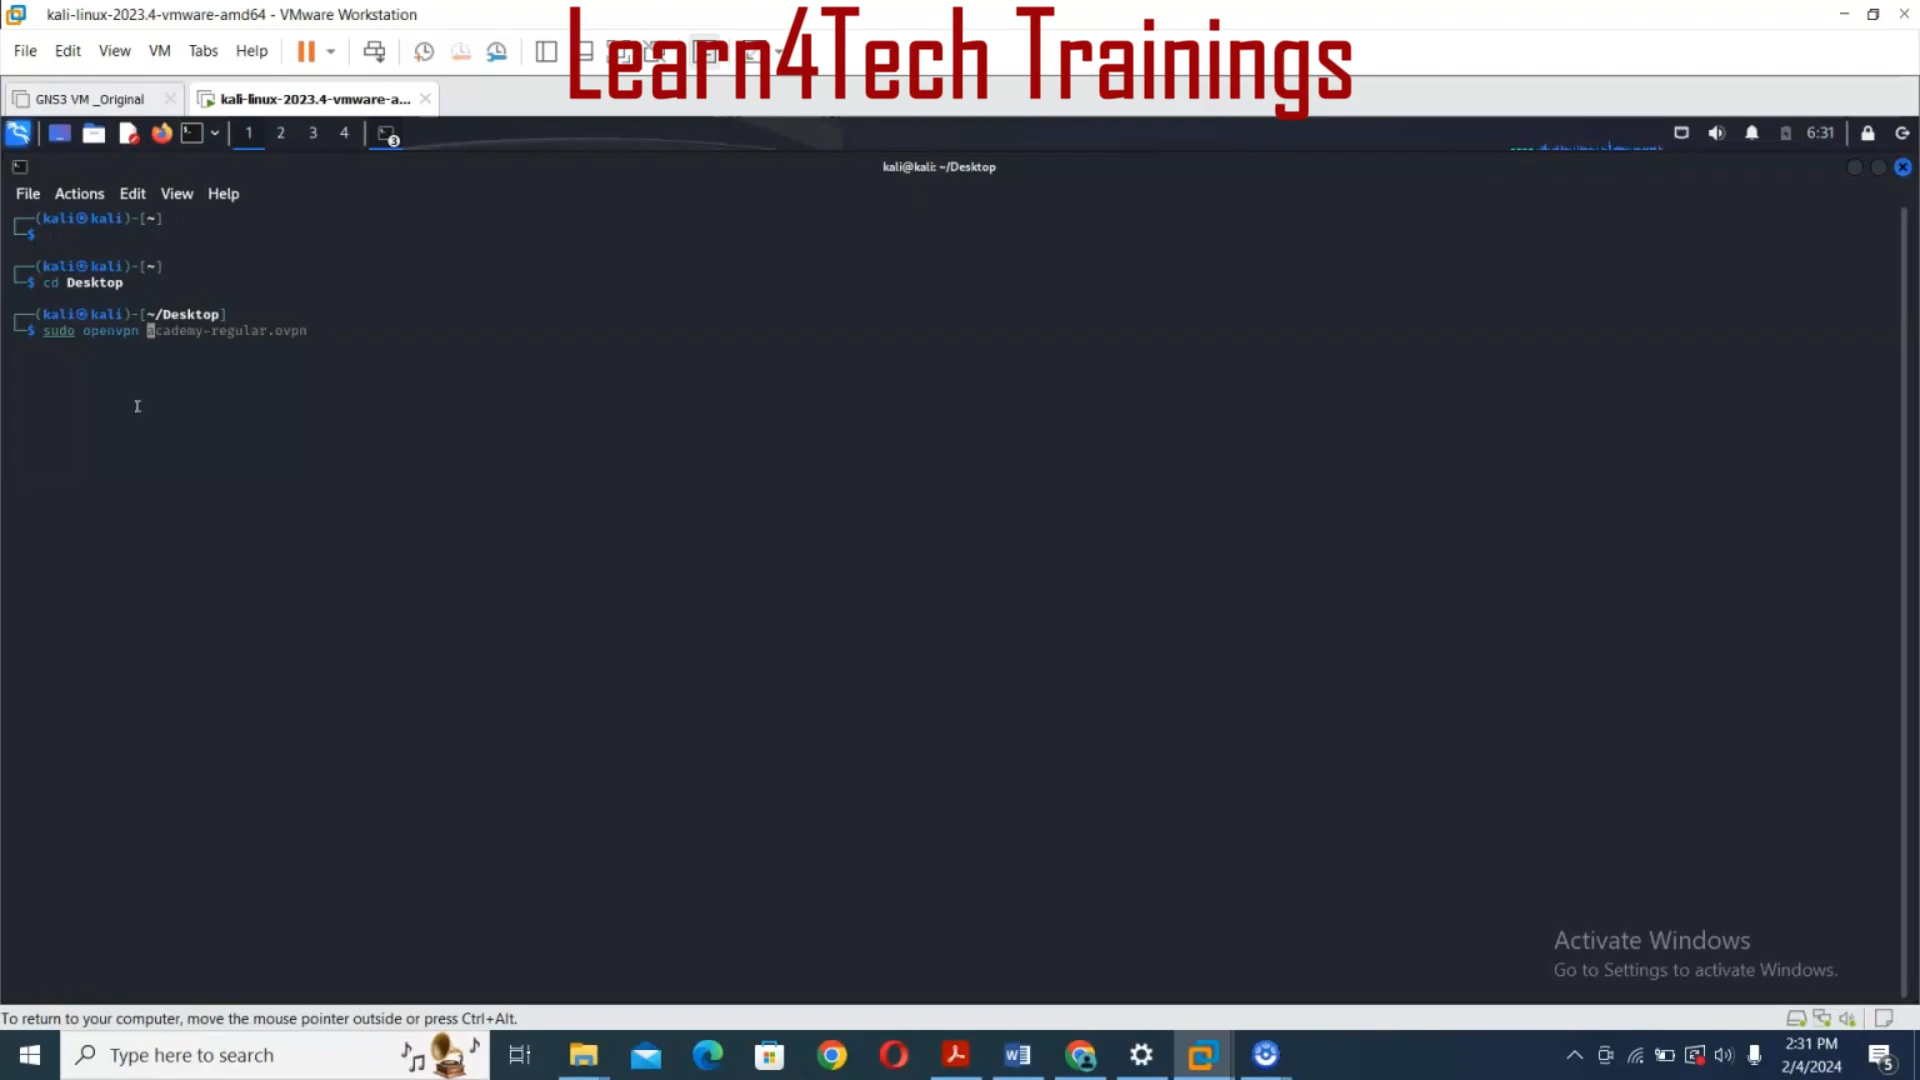 kali-linux-2023.4-vmware-amd64 - VMware Workstation
File Edit View VM Tabs Help
Learn4Tech Trainings
GNS3 VM _Original
kali-linux-2023.4-vmware-a...
1 2 3 4
3
6:31
kali@kali: ~/Desktop
File Actions Edit View Help
┌──(kali㉿kali)-[~]
└─$
┌──(kali㉿kali)-[~]
└─$ cd Desktop
┌──(kali㉿kali)-[~/Desktop]
└─$ sudo openvpn academy-regular.ovpn
Activate Windows
Go to Settings to activate Windows.
To return to your computer, move the mouse pointer outside or press Ctrl+Alt.
Type here to search
2:31 PM
2/4/2024
5